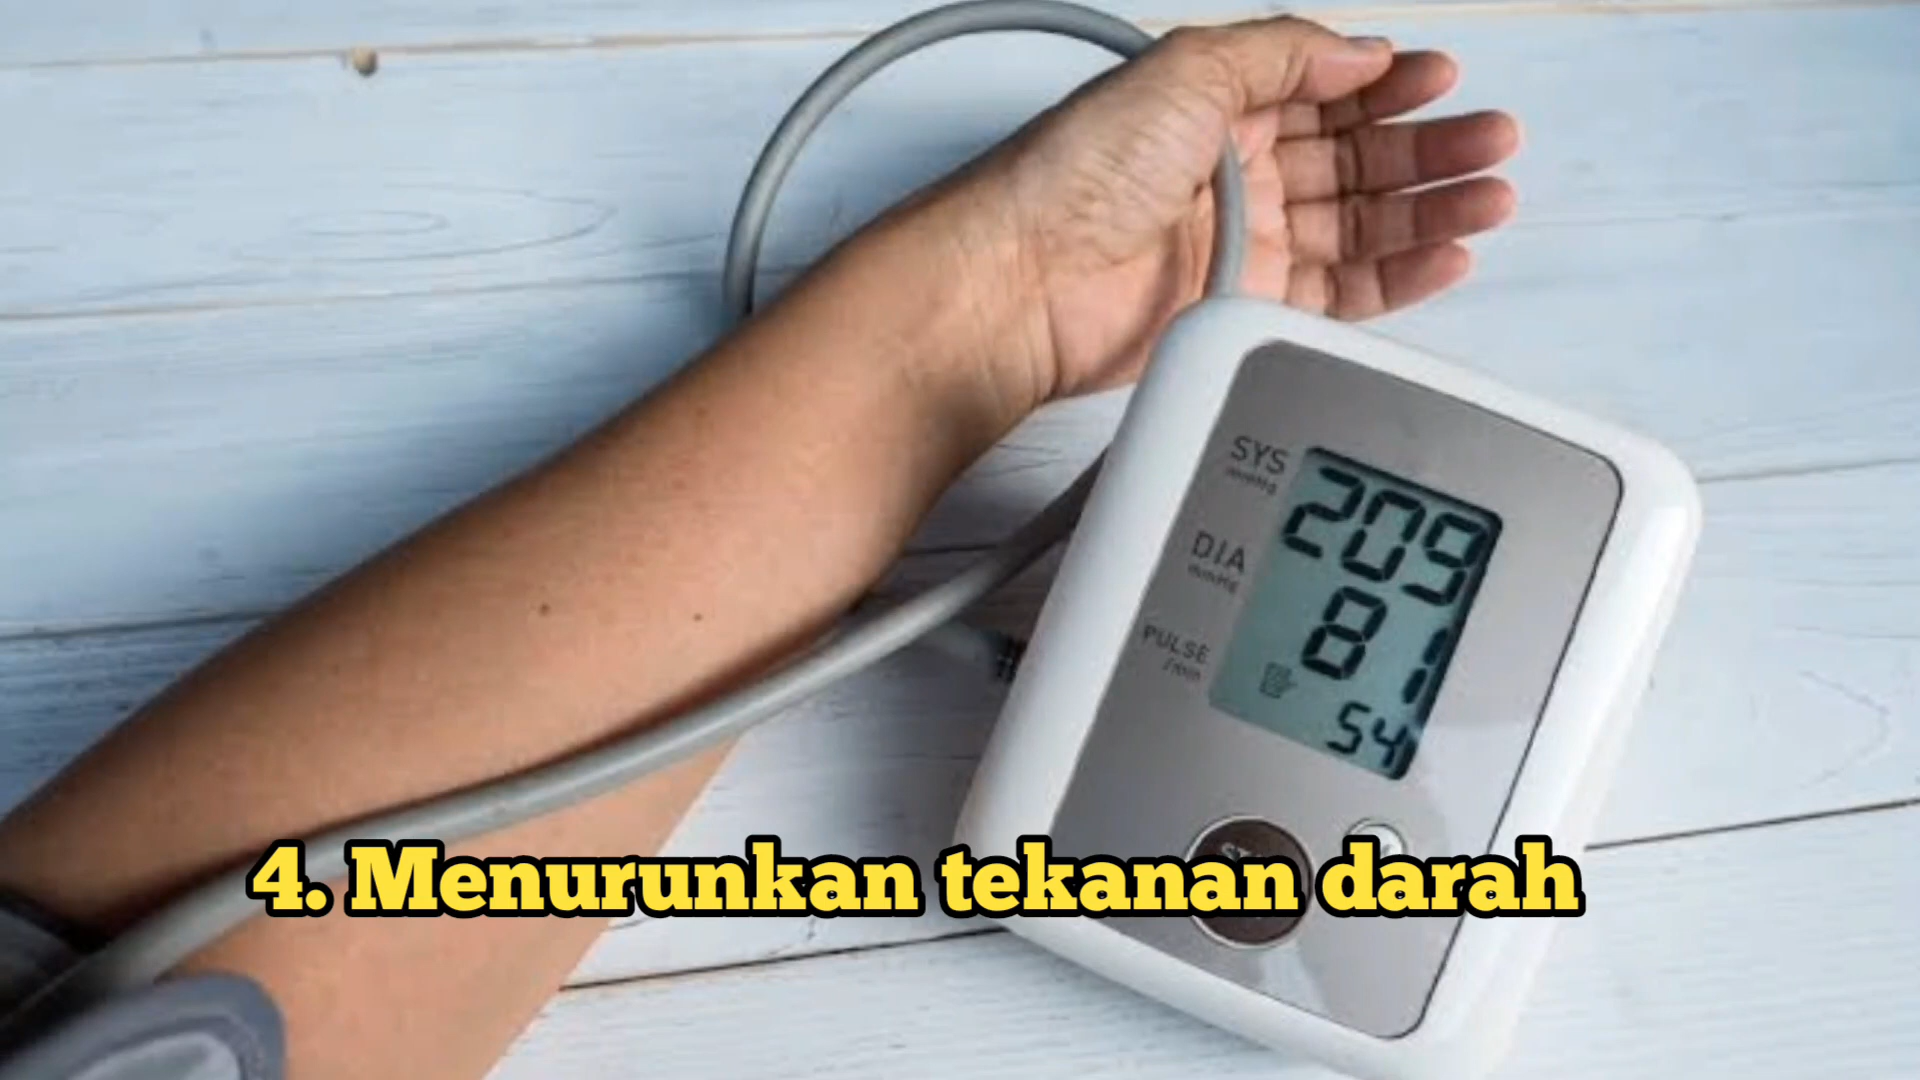 SYS
mmHg
209
DIA
mmHg
81
PULSE
/min
54
4. Menurunkan tekanan darah